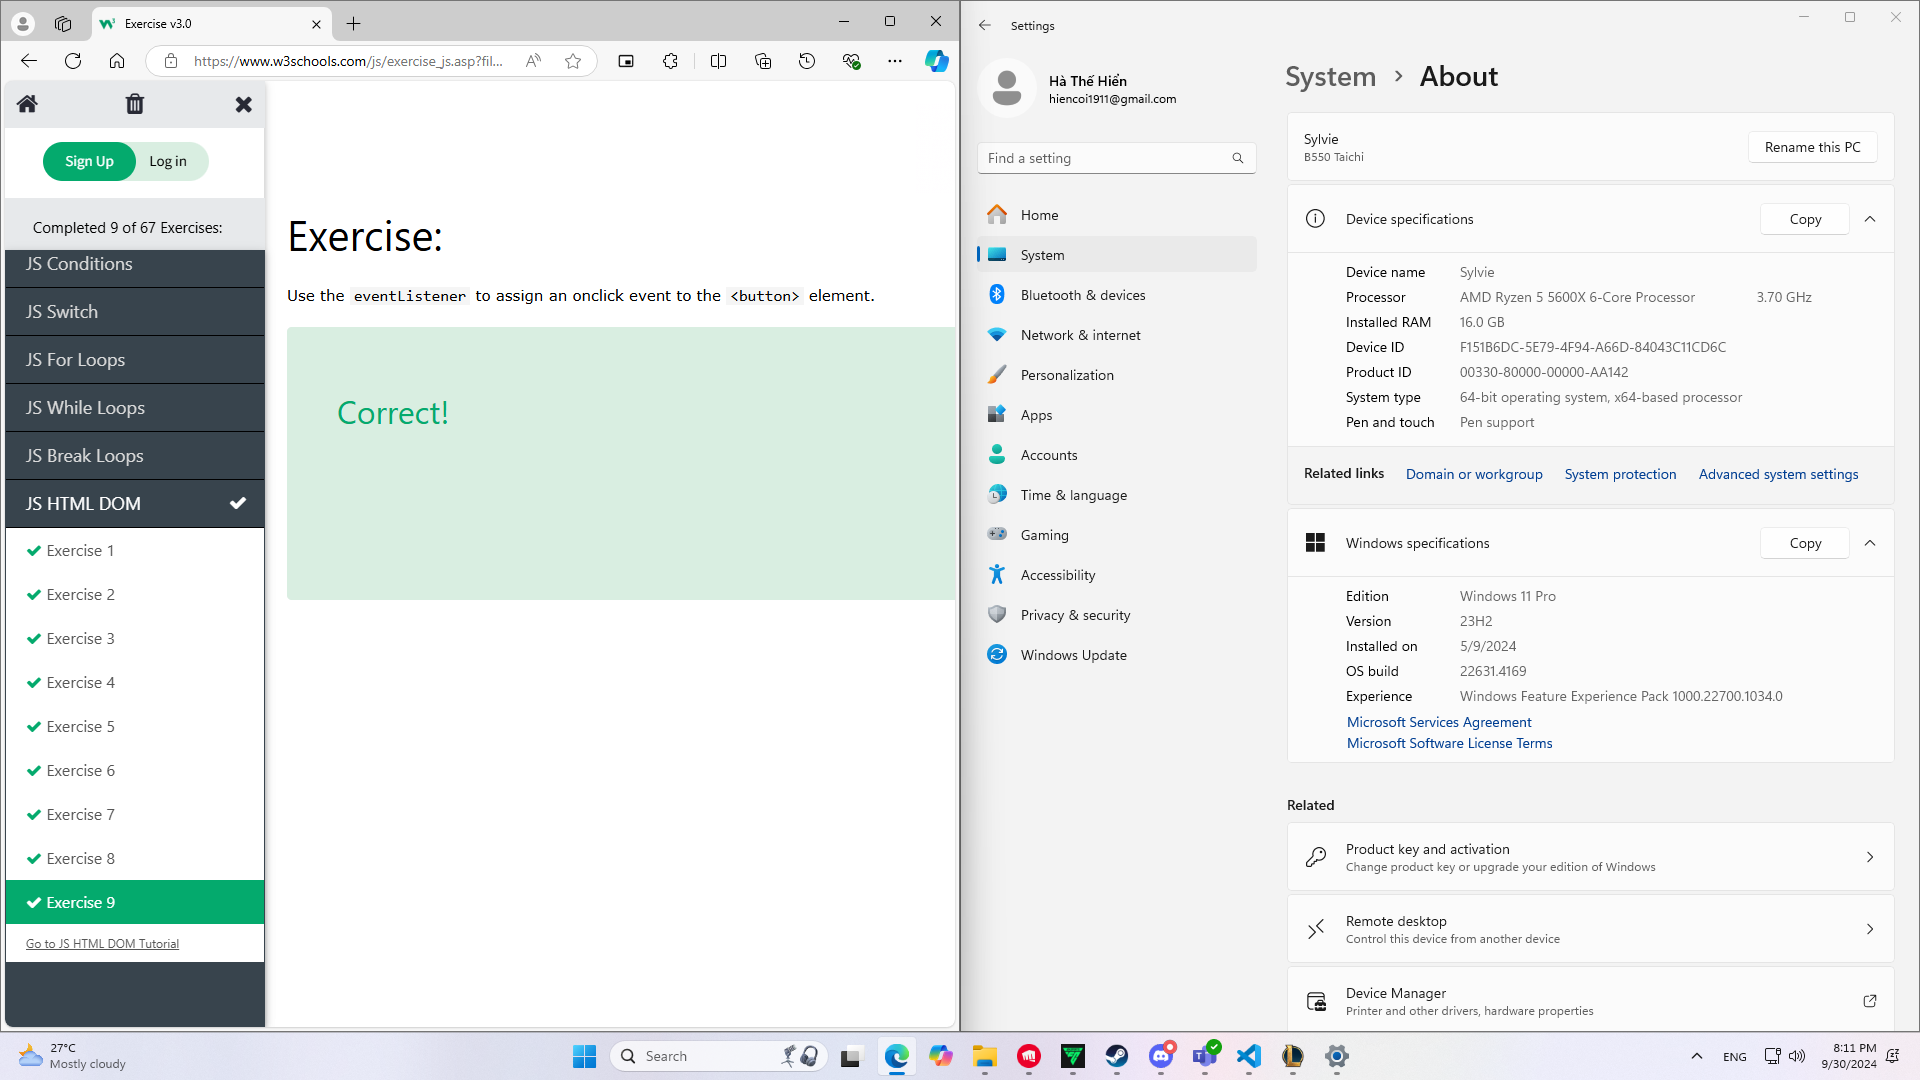 Exercise v3.0
https://www.w3schools.com/js/exercise_js.asp?fil...
Sign Up
Log in
Completed 9 of 67 Exercises:
JS Conditions
JS Switch
JS For Loops
JS While Loops
JS Break Loops
JS HTML DOM
Exercise 1
Exercise 2
Exercise 3
Exercise 4
Exercise 5
Exercise 6
Exercise 7
Exercise 8
Exercise 9
Go to JS HTML DOM Tutorial
Exercise:
Use the eventListener to assign an onclick event to the <button> element.
Correct!
Settings
Hà Thế Hiển
hiencoi1911@gmail.com
Find a setting
Home
System
Bluetooth & devices
Network & internet
Personalization
Apps
Accounts
Time & language
Gaming
Accessibility
Privacy & security
Windows Update
System > About
Sylvie
B550 Taichi
Rename this PC
Device specifications
Copy
Device name Sylvie
Processor AMD Ryzen 5 5600X 6-Core Processor 3.70 GHz
Installed RAM 16.0 GB
Device ID F151B6DC-5E79-4F94-A66D-84043C11CD6C
Product ID 00330-80000-00000-AA142
System type 64-bit operating system, x64-based processor
Pen and touch Pen support
Related links Domain or workgroup System protection Advanced system settings
Windows specifications
Copy
Edition Windows 11 Pro
Version 23H2
Installed on 5/9/2024
OS build 22631.4169
Experience Windows Feature Experience Pack 1000.22700.1034.0
Microsoft Services Agreement
Microsoft Software License Terms
Related
Product key and activation
Change product key or upgrade your edition of Windows
Remote desktop
Control this device from another device
Device Manager
Printer and other drivers, hardware properties
27°C
Mostly cloudy
Search
ENG
8:11 PM
9/30/2024